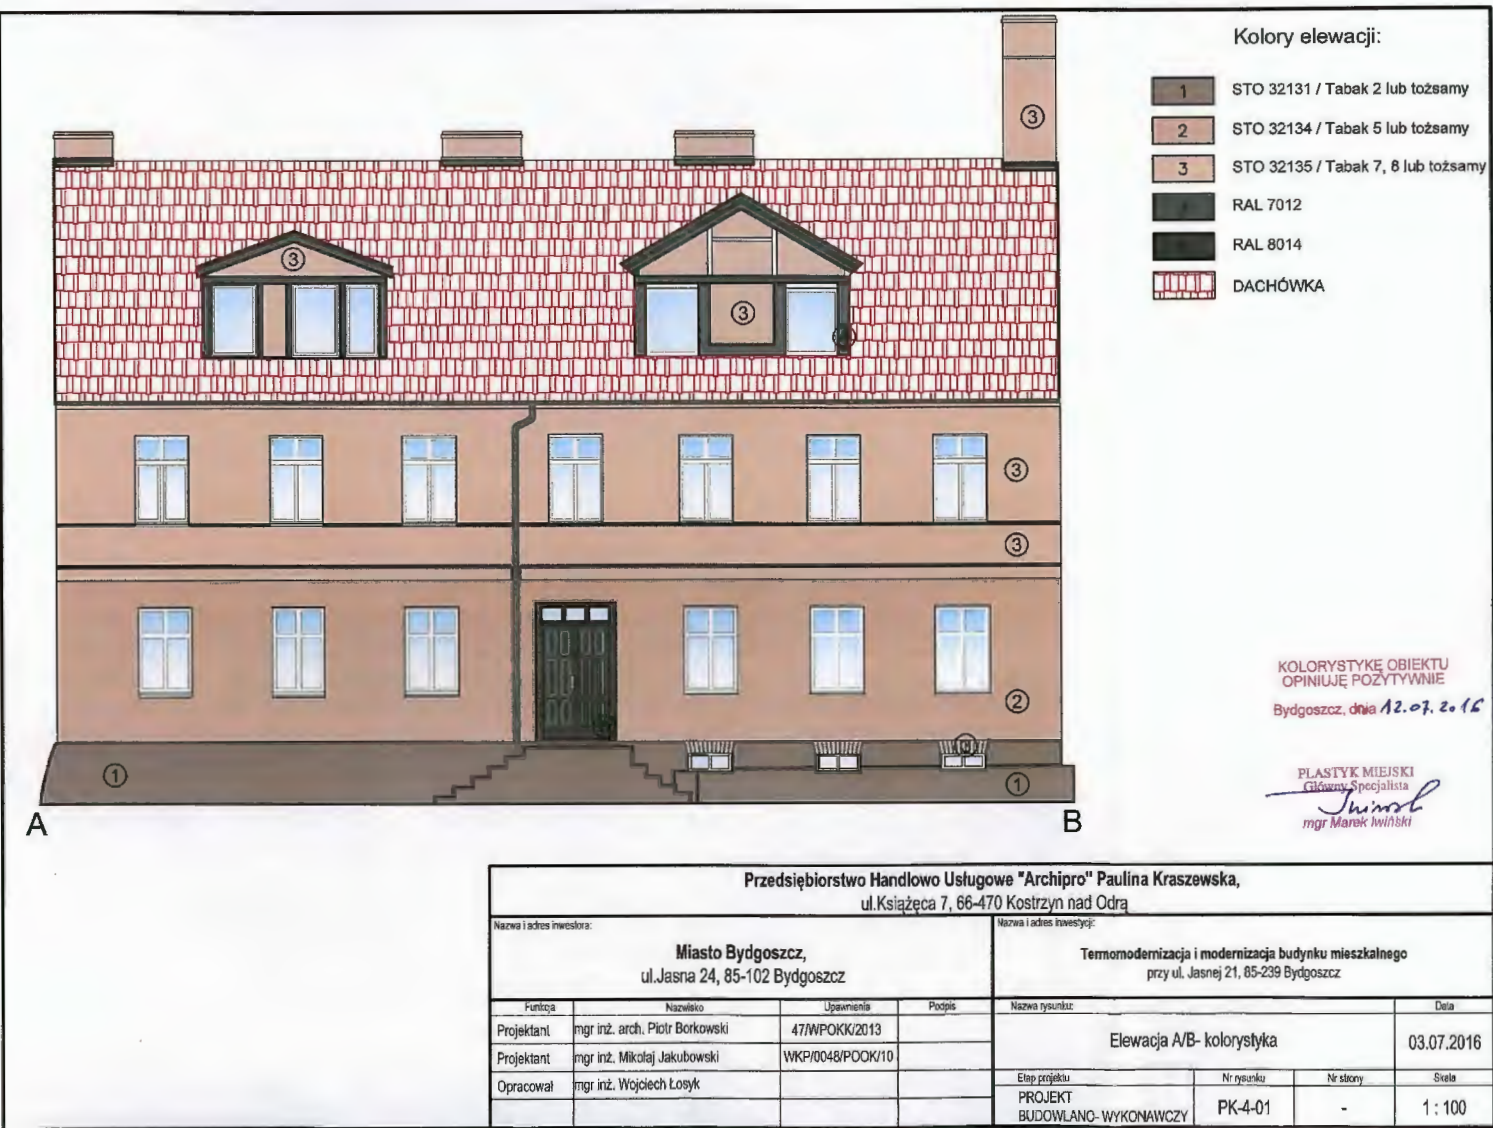 Kolory elewacji:
1 STO 32131 / Tabak 2 lub tożsamy
2 STO 32134 / Tabak 5 lub tożsamy
3 STO 32135 / Tabak 7, 8 lub tożsamy
RAL 7012
RAL 8014
DACHÓWKA
3
3
3
3
3
2
1
1
A
B
KOLORYSTYKĘ OBIEKTU
OPINIUJĘ POZYTYWNIE
Bydgoszcz, dnia 12.07.2016
PLASTYK MIEJSKI
Główny Specjalista
mgr Marek Iwiński
Przedsiębiorstwo Handlowo Usługowe "Archipro" Paulina Kraszewska,
ul.Książęca 7, 66-470 Kostrzyn nad Odrą
Nazwa i adres inwestora:
Miasto Bydgoszcz,
ul.Jasna 24, 85-102 Bydgoszcz
Nazwa i adres inwestycji:
Termomodernizacja i modernizacja budynku mieszkalnego
przy ul. Jasnej 21, 85-239 Bydgoszcz
Funkcja Nazwisko Uprawnienia Podpis
Projektant mgr inż. arch. Piotr Borkowski 47/WPOKK/2013
Projektant mgr inż. Mikołaj Jakubowski WKP/0048/POOK/10
Opracował mgr inż. Wojciech Łosyk
Nazwa rysunku: Data
Elewacja A/B- kolorystyka 03.07.2016
Etap projektu Nr rysunku Nr strony Skala
PROJEKT
BUDOWLANO- WYKONAWCZY PK-4-01 - 1 : 100